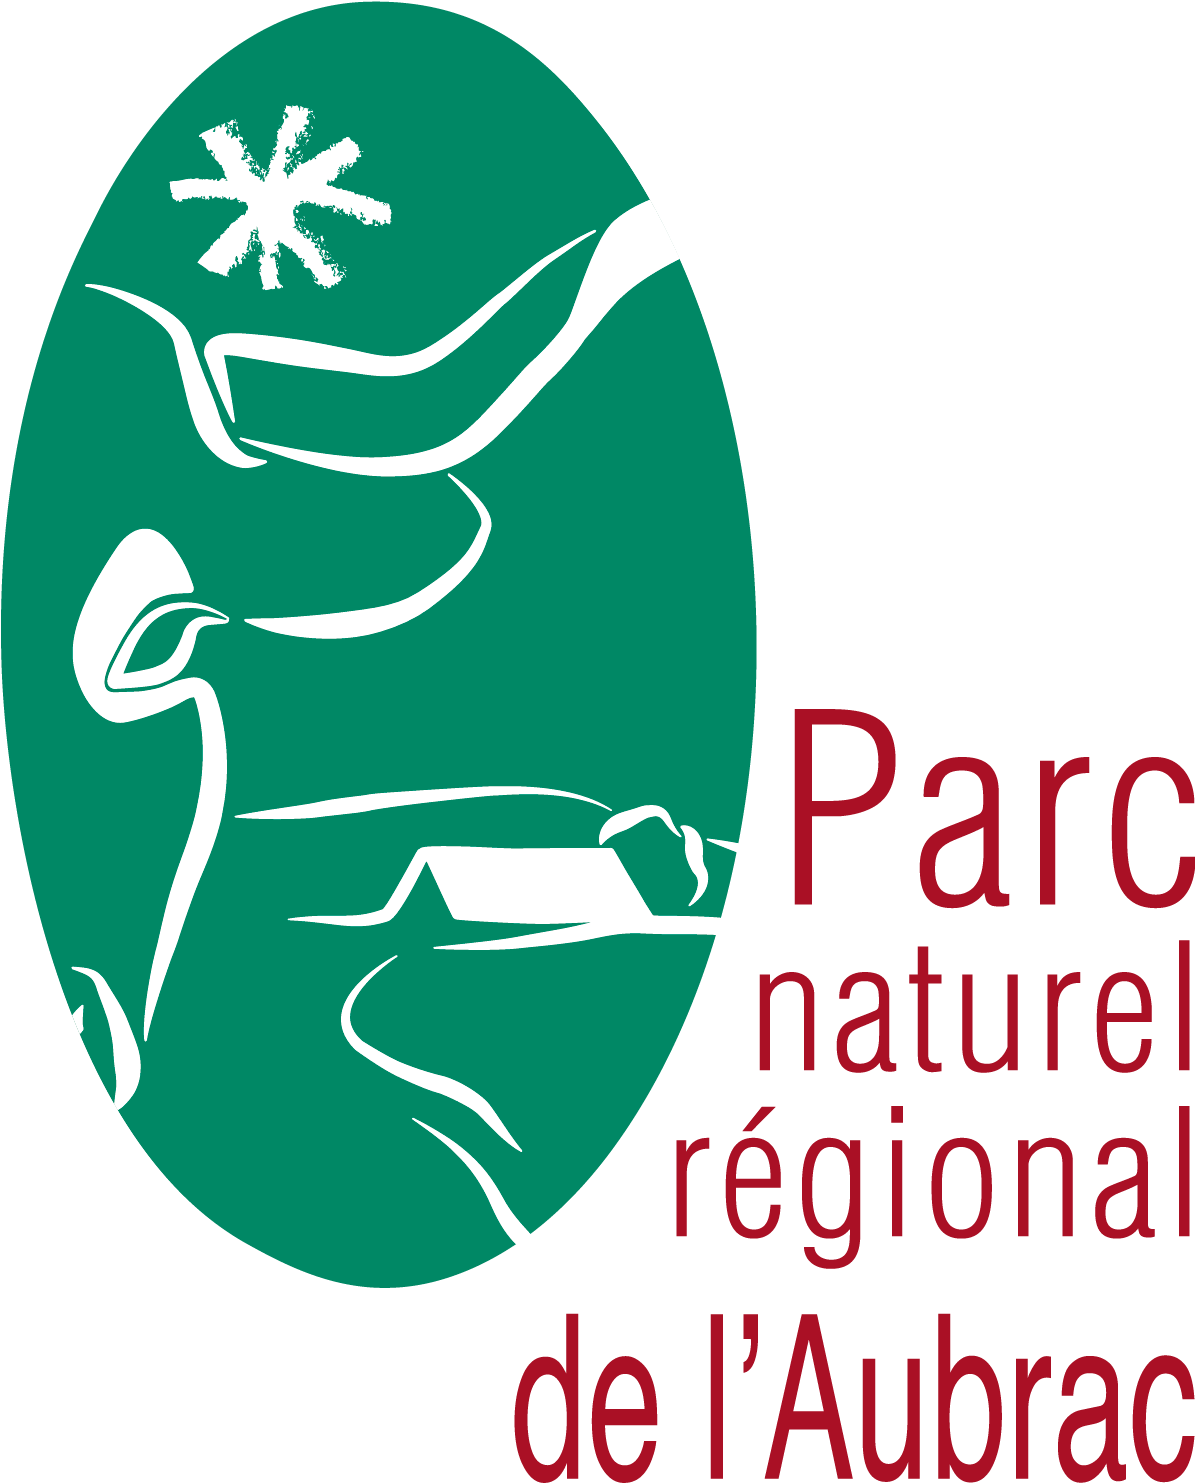 Parc
naturel
régional
de l’Aubrac